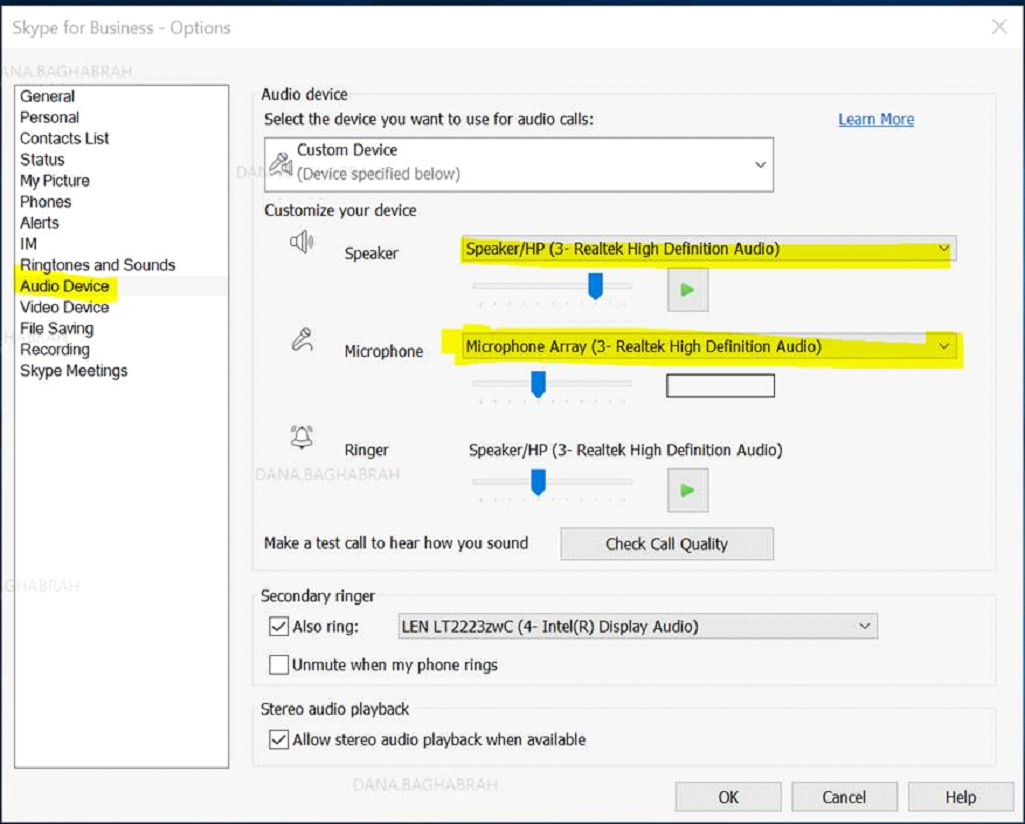 Skype for Business - Options
ANA.BAGHABRAH
General
Personal
Contacts List
Status
My Picture
Phones
Alerts
IM
Ringtones and Sounds
Audio Device
Video Device
File Saving
Recording
Skype Meetings
GHABRAH
Audio device
Select the device you want to use for audio calls:
Learn More
Custom Device
(Device specified below)
Customize your device
Speaker
Speaker/HP (3- Realtek High Definition Audio)
Microphone
Microphone Array (3- Realtek High Definition Audio)
Ringer
Speaker/HP (3- Realtek High Definition Audio)
DANA.BAGHABRAH
Make a test call to hear how you sound
Check Call Quality
Secondary ringer
Also ring:
LEN LT2223zwC (4- Intel(R) Display Audio)
Unmute when my phone rings
Stereo audio playback
Allow stereo audio playback when available
DANA.BAGHABRAH
OK
Cancel
Help